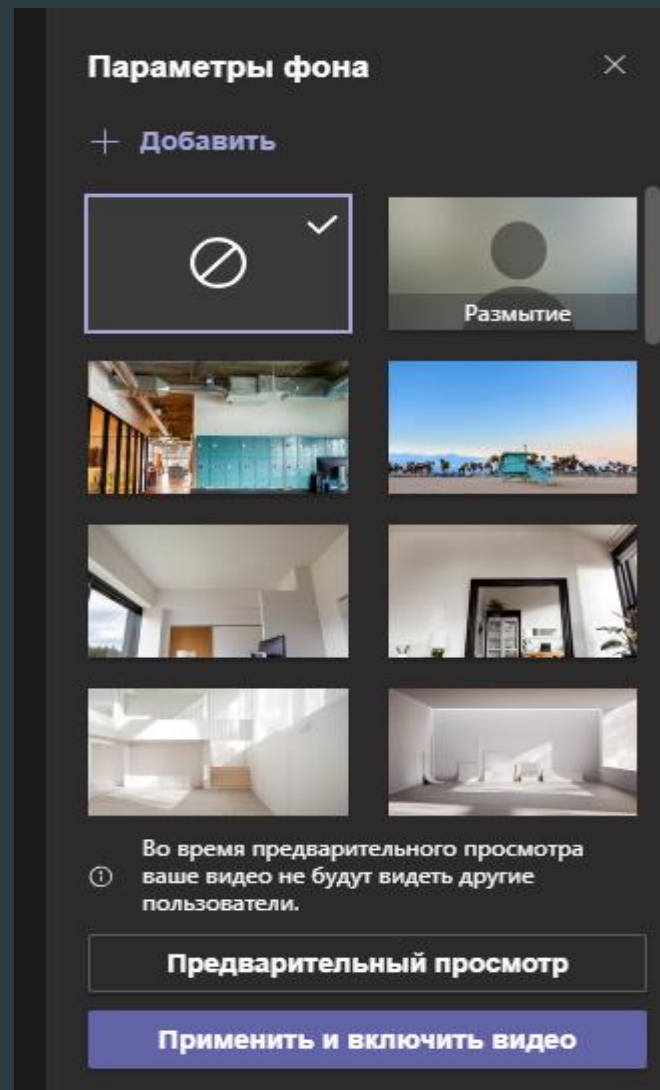 Параметры фона
Добавить
Размытие
Во время предварительного просмотра
ваше видео не будут видеть другие
пользователи.
Предварительный просмотр
Применить и включить видео